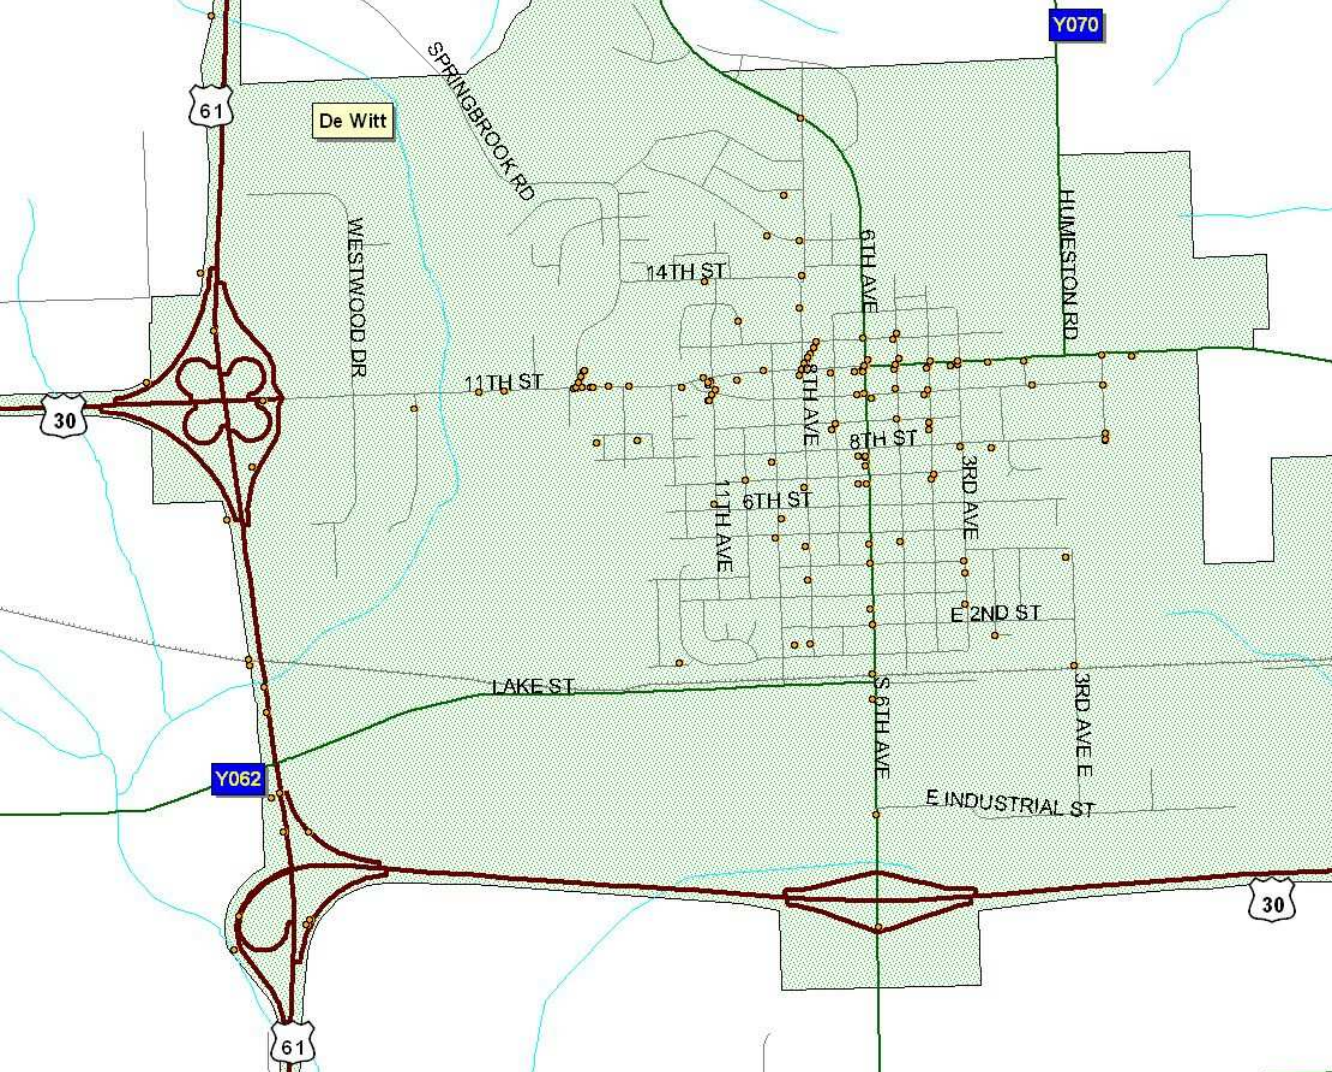 Y070
SPRINGBROOK RD
61
De Witt
HUMESTON RD
WESTWOOD DR
6TH AVE
14TH ST
11TH ST
8TH AVE
30
8TH ST
3RD AVE
11TH AVE
6TH ST
E 2ND ST
LAKE ST
S 6TH AVE
3RD AVE E
Y062
E INDUSTRIAL ST
30
61